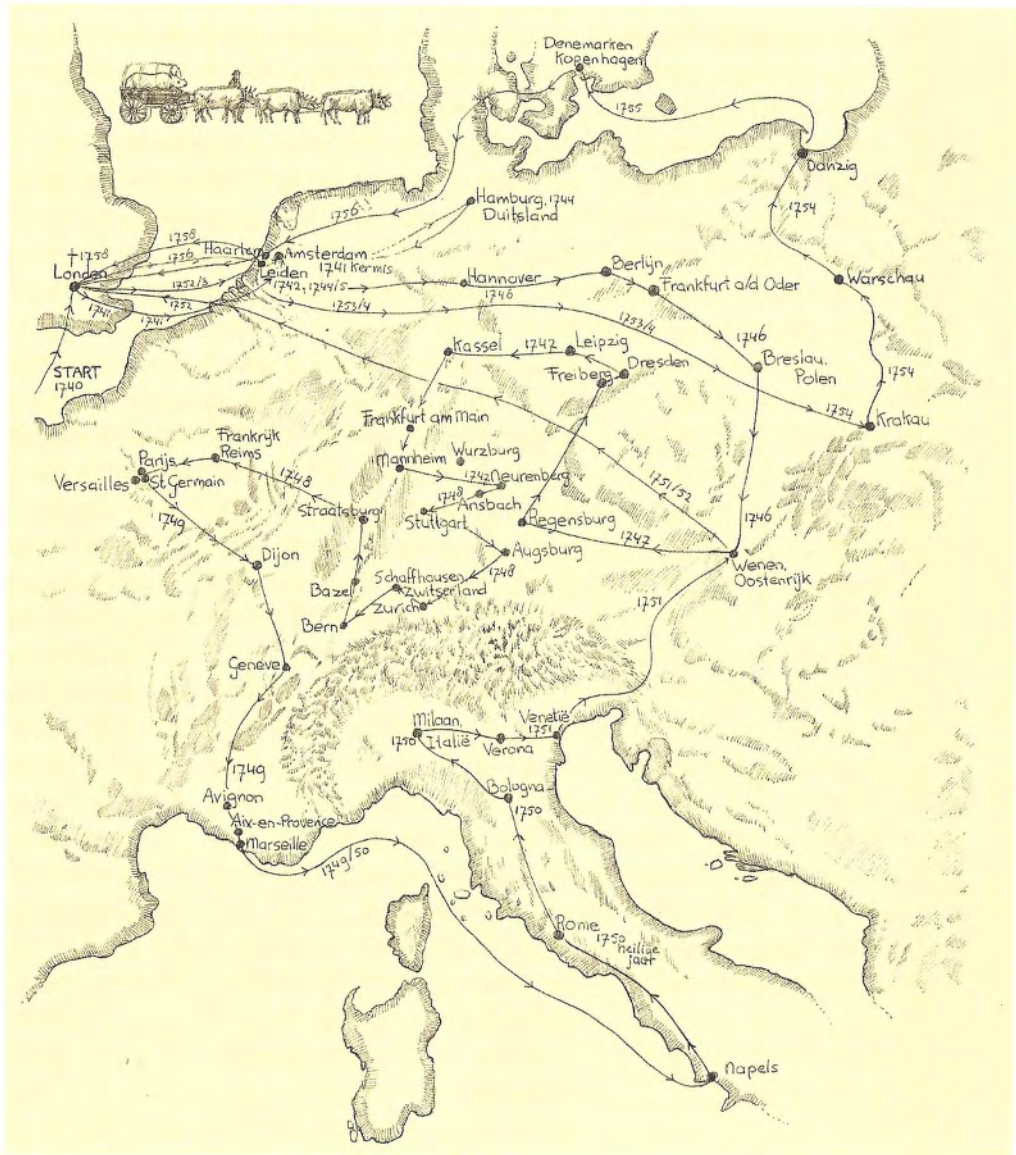 Denemarken
Kopenhagen
1755
Danzig
1754
Hamburg, 1744
Duitsland
1756
1758
Haarlem
Amsterdam
†1758
1756
Londen
Leiden
1741 Kermis
Hannover
Berlijn
Warschau
1752/3
1742, 1744/5
1746
Frankfurt a/d Oder
1752
1741
1741
1753/4
1753/4
1746
START
1740
Kassel
1747
Leipzig
Dresden
Freiberg
Breslau,
Polen
1754
1754
Krakau
Frankfurt am Main
Frankrijk
Reims
Parijs
Mannheim
Wurzburg
1747
Neurenberg
Versailles
St Germain
1748
1748
Ansbach
1751/52
Straatsburg
Stuttgart
Regensburg
1746
1749
1747
Dijon
Augsburg
Wenen,
Oostenrijk
1748
Bazel
Schaffhausen
Zwitserland
Zurich
1751
Bern
Genève
Milaan,
Italië
1750
Venetië
1751
Verona
1749
Avignon
Bologna
1750
Aix-en-Provence
Marseille
1749/50
Rome
1750
heilige
jaar
Napels